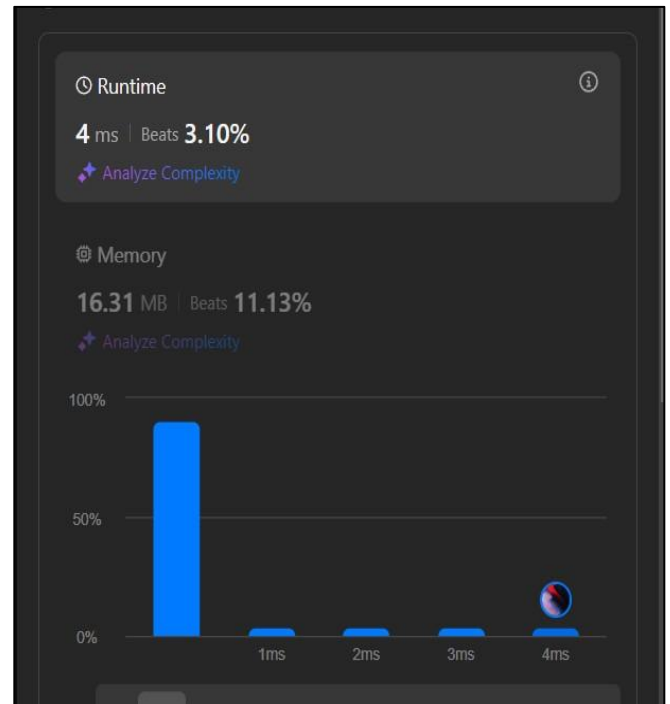 Runtime
4 ms | Beats 3.10%
Analyze Complexity
Memory
16.31 MB | Beats 11.13%
Analyze Complexity
100%
50%
0%
1ms 2ms 3ms 4ms